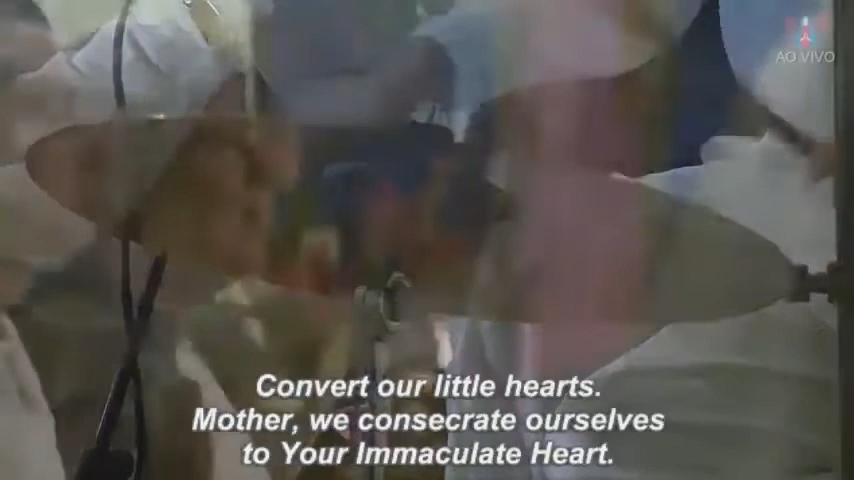 AO VIVO
Convert our little hearts.
Mother, we consecrate ourselves
to Your Immaculate Heart.